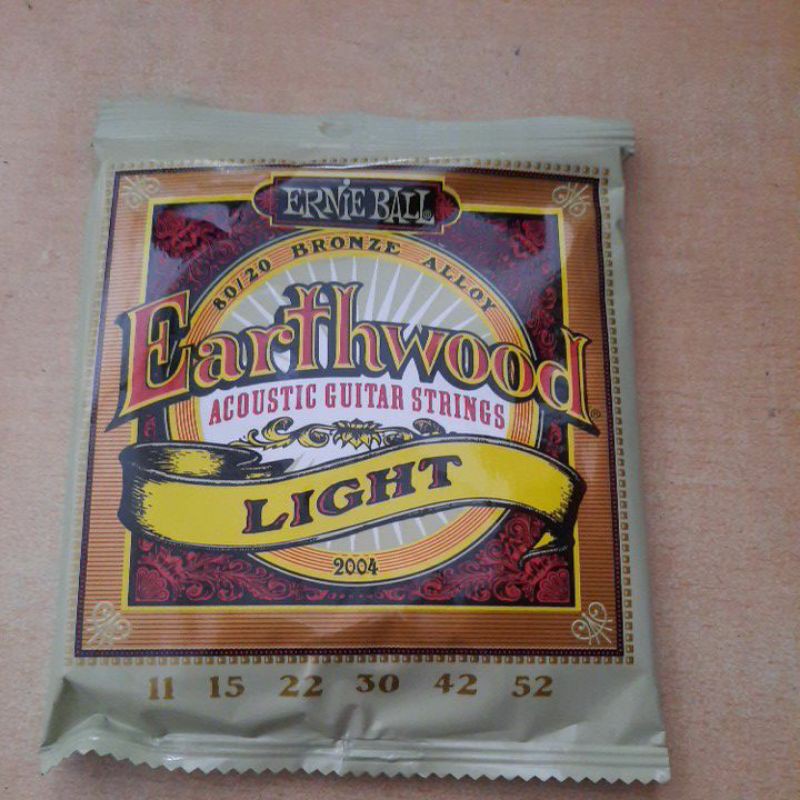 ERNIE BALL®
80/20 BRONZE ALLOY
Earthwood®
ACOUSTIC GUITAR STRINGS
LIGHT
2004
11 15 22 30 42 52